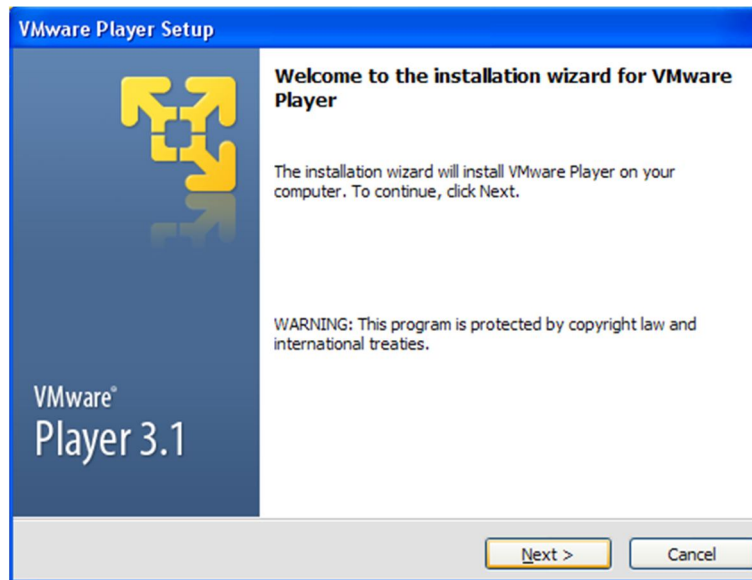 VMware Player Setup
Welcome to the installation wizard for VMware
Player
The installation wizard will install VMware Player on your
computer. To continue, click Next.
WARNING: This program is protected by copyright law and
international treaties.
VMware®
Player 3.1
Next >
Cancel